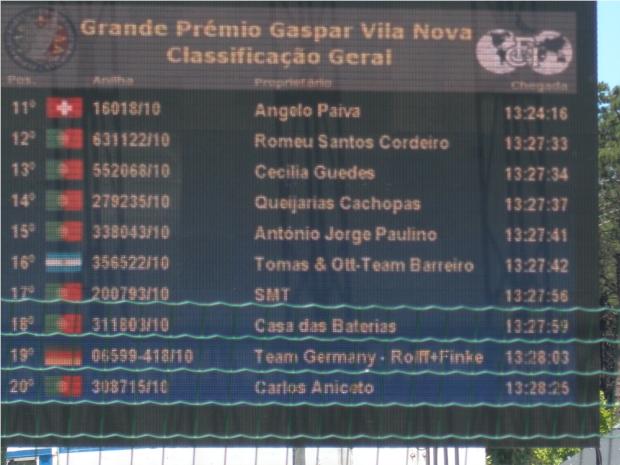 Grande Prémio Gaspar Vila Nova
Classificação Geral
Pos. Anilha Proprietário Chegada
11º 16018/10 Angelo Paiva 13:24:16
12º 631122/10 Romeu Santos Cordeiro 13:27:33
13º 552068/10 Cecilia Guedes 13:27:34
14º 279235/10 Queijarias Cachopas 13:27:37
15º 338043/10 António Jorge Paulino 13:27:41
16º 356522/10 Tomas & Ott-Team Barreiro 13:27:42
17º 200793/10 SMT 13:27:56
18º 311803/10 Casa das Baterias 13:27:59
19º 06599-418/10 Team Germany - Rolff+Finke 13:28:03
20º 308715/10 Carlos Aniceto 13:28:25